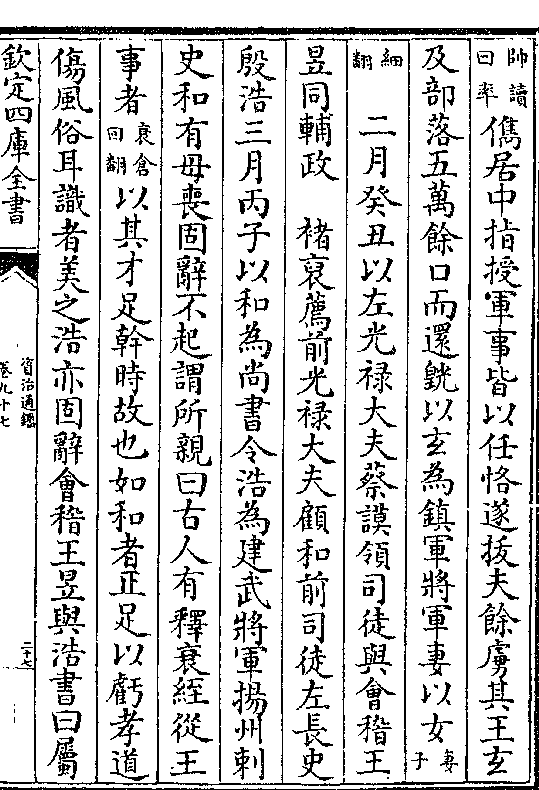 帥讀曰率儁居中指授軍事皆以任恪遂拔夫餘虜其王玄
及部落五萬餘口而還皝以玄為鎮軍將軍妻以女妻子
細翻　二月癸丑以左光禄大夫蔡謨領司徒與會稽王
昱同輔政　褚裒薦前光禄大夫顧和前司徒左長史
殷浩三月丙子以和為尚書令浩為建武將軍揚州刺
史和有母喪固辭不起謂所親曰古人有釋衰絰從王
事者衰倉回翻以其才足幹時故也如和者正足以虧孝道
傷風俗耳識者美之浩亦固辭會稽王昱與浩書曰屬
欽定四庫全書
資治通鑑
卷九十七
二十七